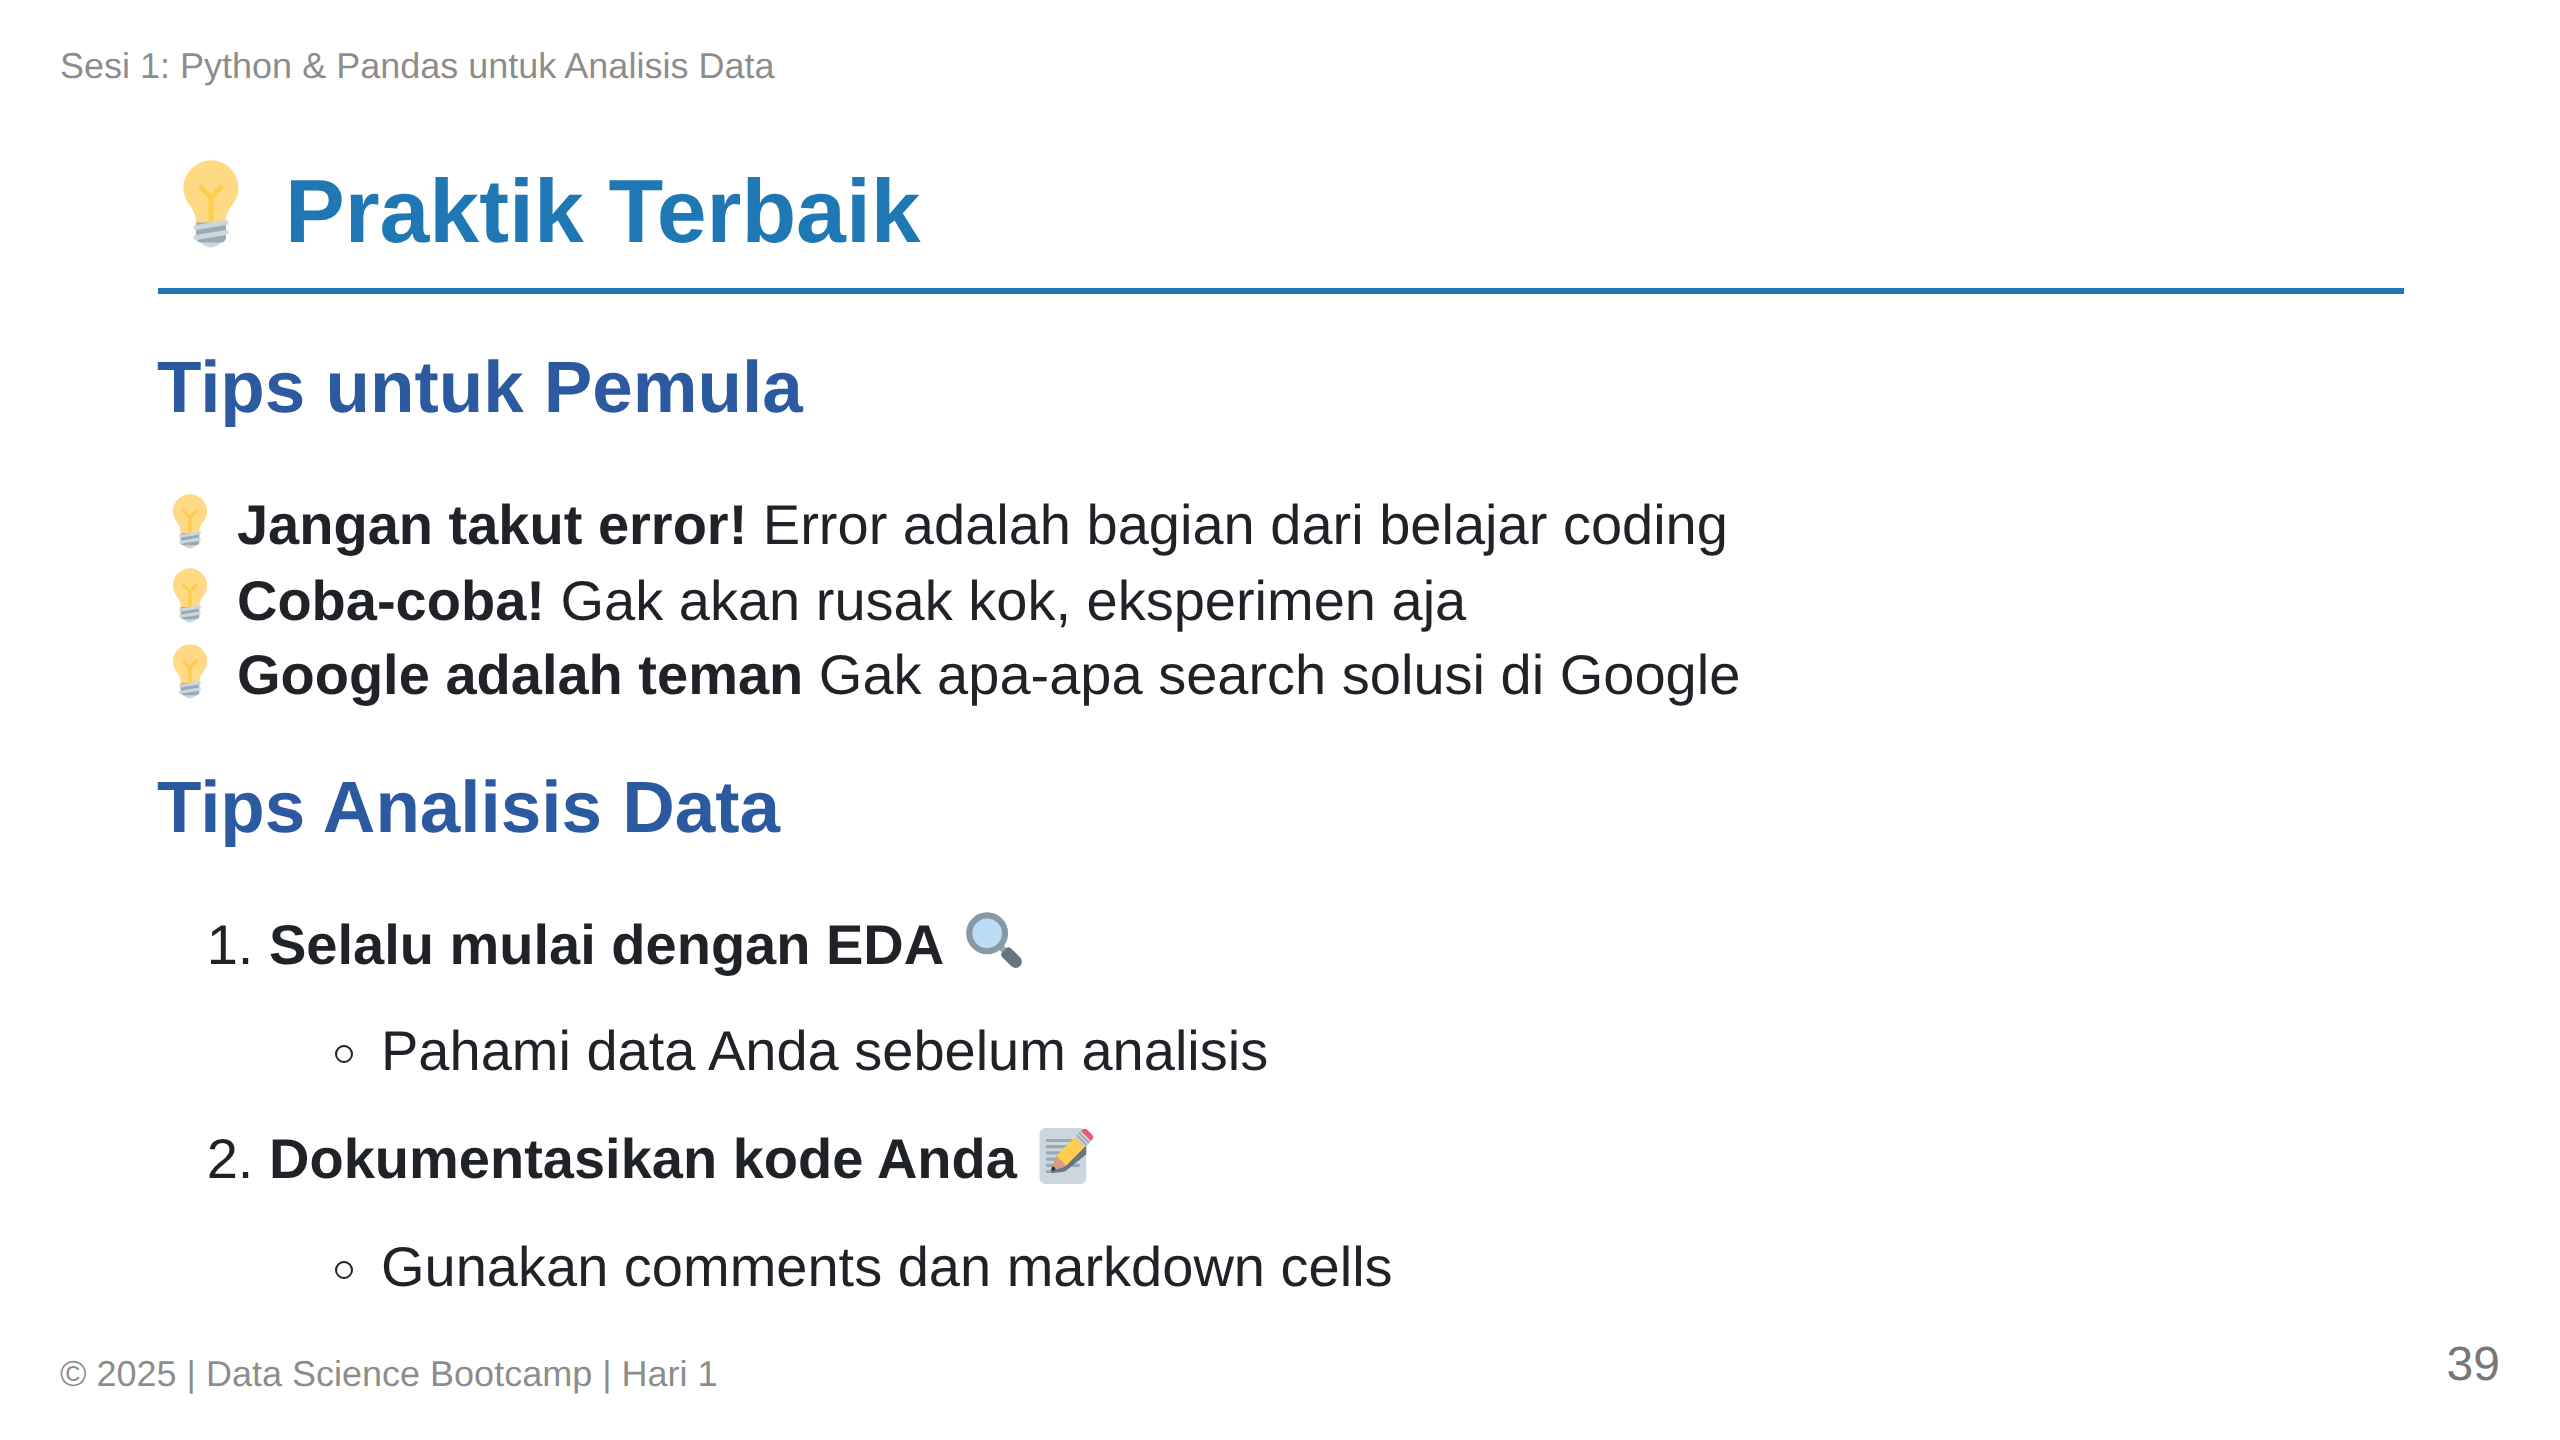 Sesi 1: Python & Pandas untuk Analisis Data
💡 Praktik Terbaik
Tips untuk Pemula
💡 Jangan takut error! Error adalah bagian dari belajar coding
💡 Coba-coba! Gak akan rusak kok, eksperimen aja
💡 Google adalah teman Gak apa-apa search solusi di Google
Tips Analisis Data
1. Selalu mulai dengan EDA 🔍
○ Pahami data Anda sebelum analisis
2. Dokumentasikan kode Anda 📝
○ Gunakan comments dan markdown cells
© 2025 | Data Science Bootcamp | Hari 1
39